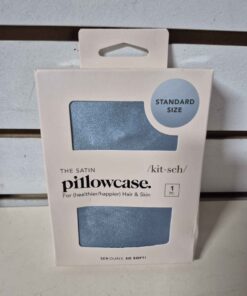 STANDARD
SIZE
THE SATIN
/kit·sch/
pillowcase.
For (healthier/happier) Hair & Skin
1
SERIOUSLY, SO SOFT!